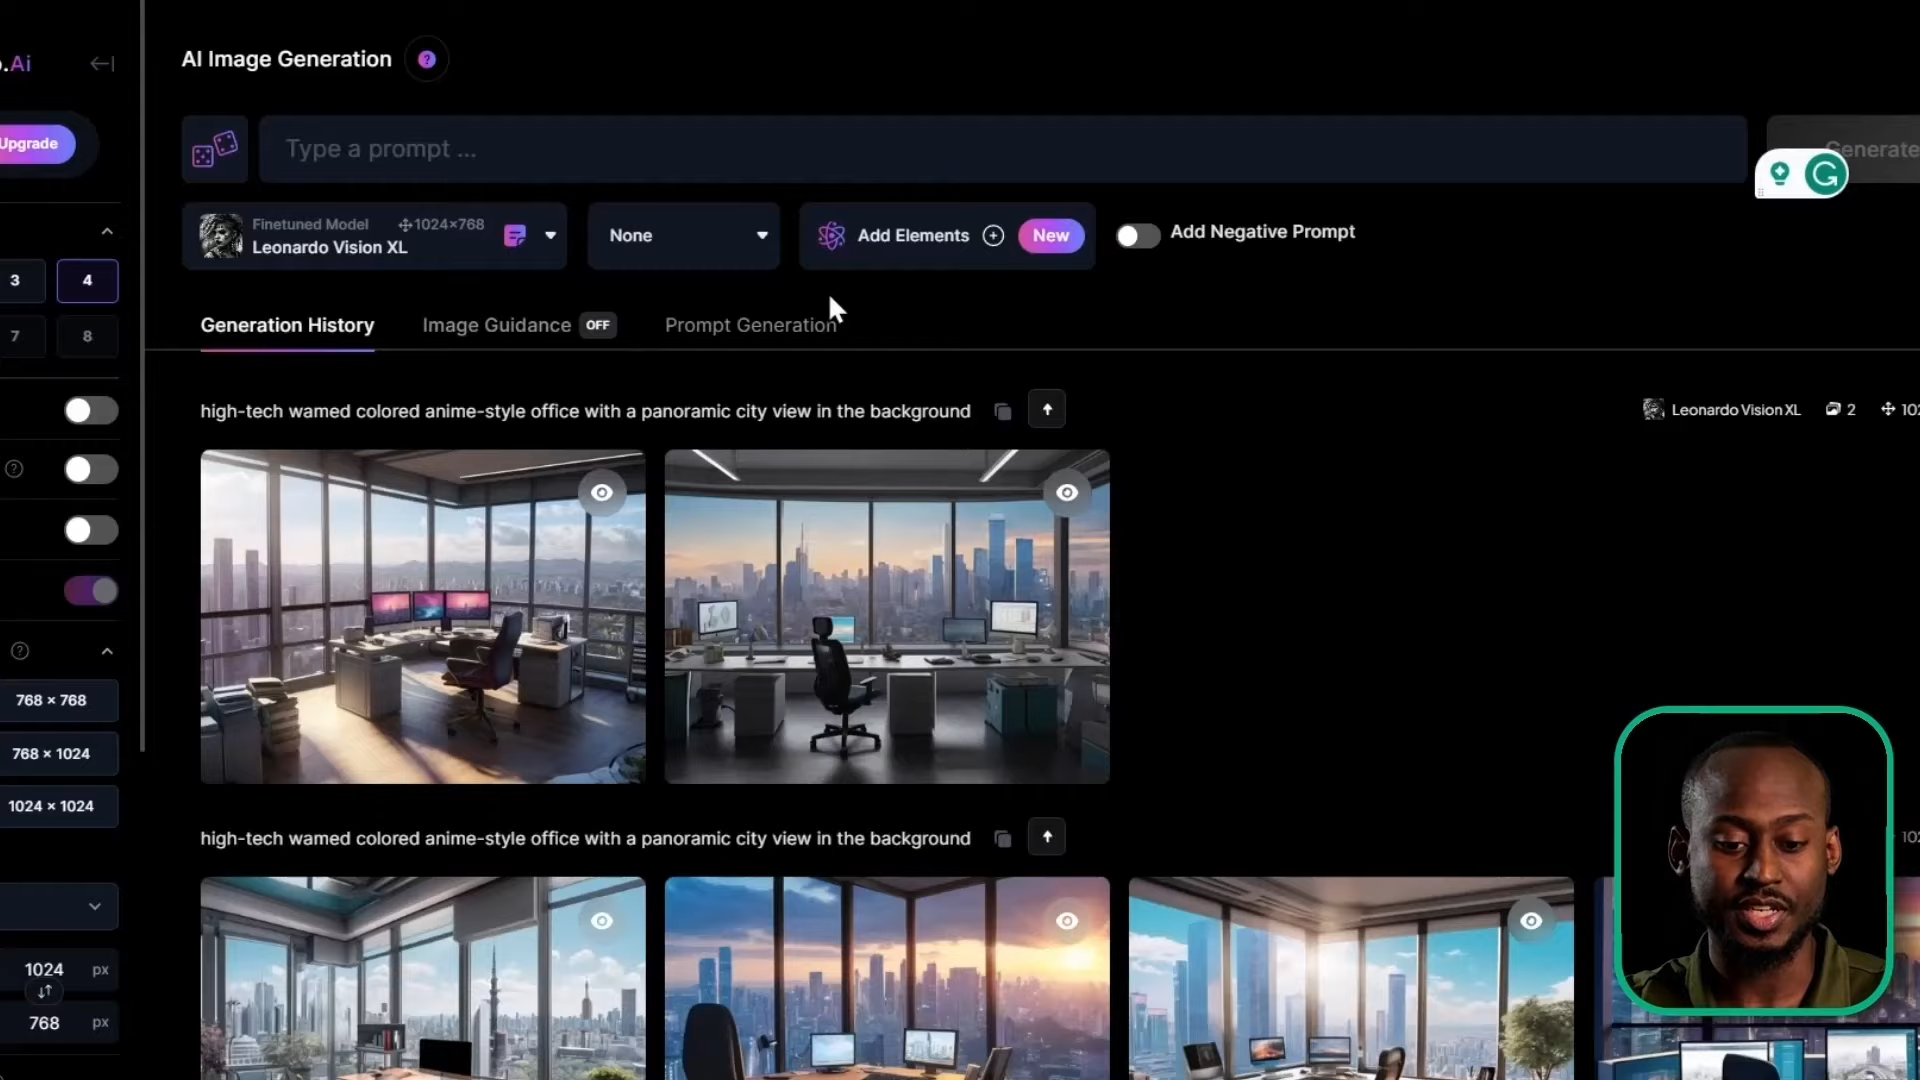 .Ai
AI Image Generation
?
Upgrade
Type a prompt ...
Generate
Finetuned Model
1024×768
Leonardo Vision XL
None
Add Elements
New
Add Negative Prompt
3
4
7
8
Generation History
Image Guidance
OFF
Prompt Generation
high-tech wamed colored anime-style office with a panoramic city view in the background
Leonardo Vision XL
2
102
768 × 768
768 × 1024
1024 × 1024
high-tech wamed colored anime-style office with a panoramic city view in the background
102
1024 px
768 px